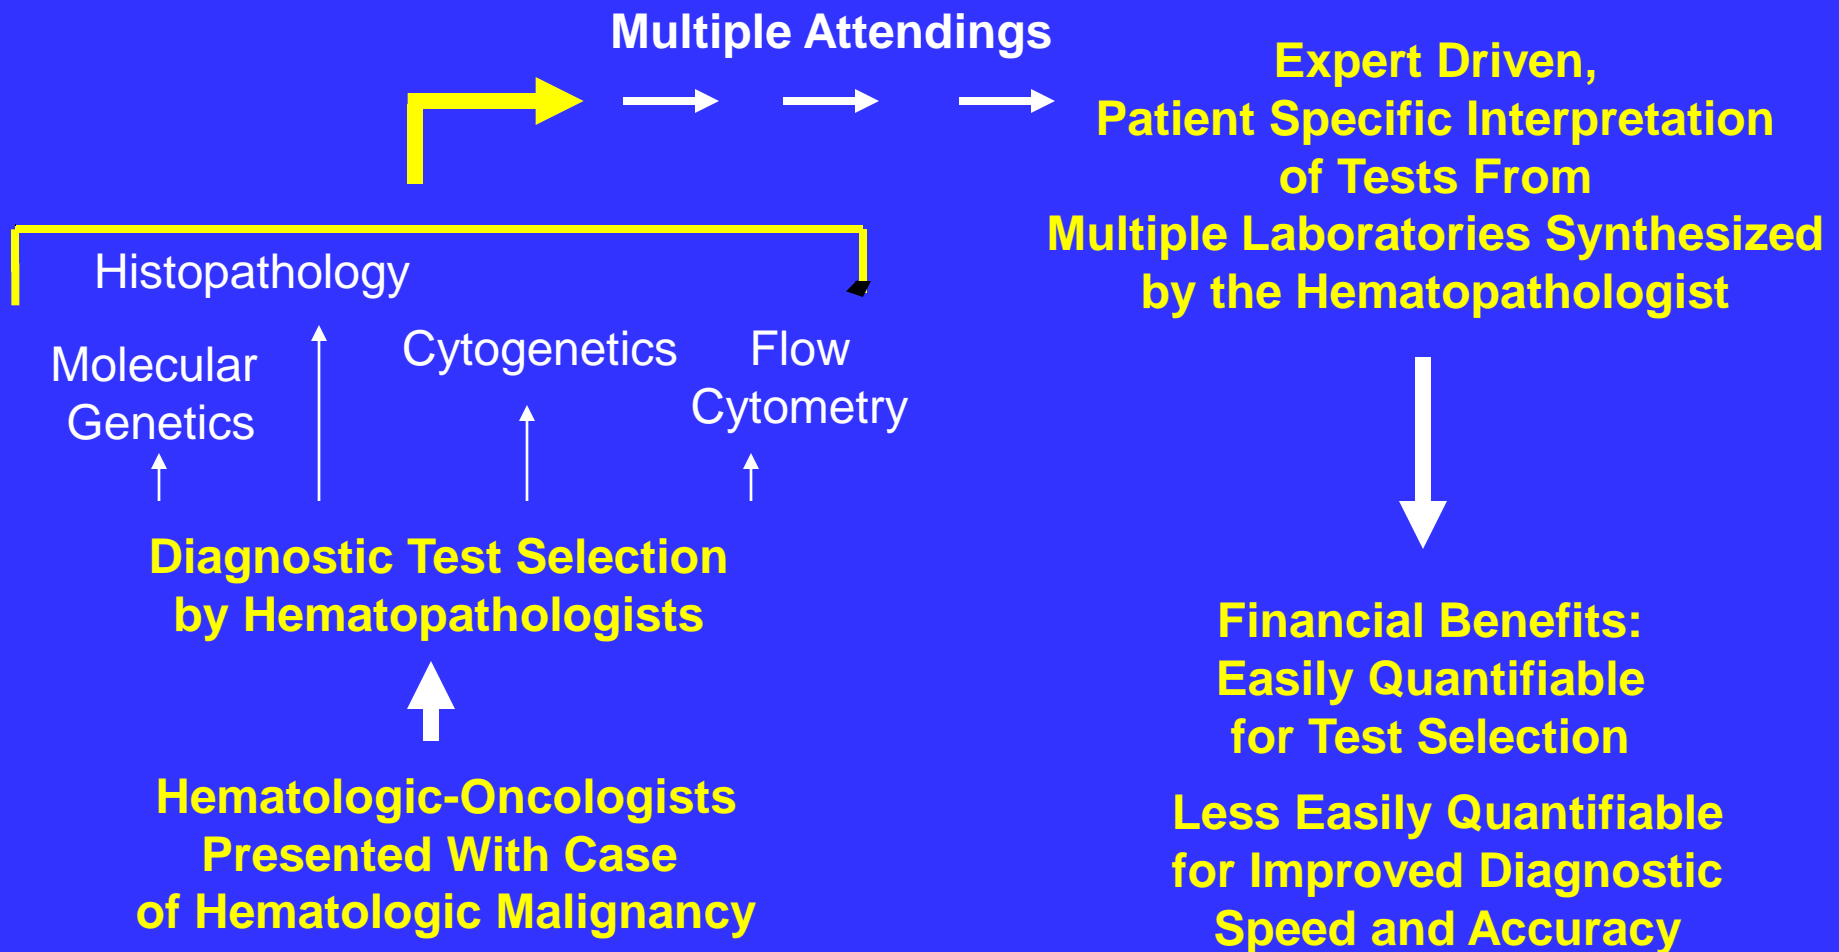 Multiple Attendings
Expert Driven,
Patient Specific Interpretation
of Tests From
Multiple Laboratories Synthesized
by the Hematopathologist
Histopathology
Molecular
Genetics
Cytogenetics
Flow
Cytometry
Diagnostic Test Selection
by Hematopathologists
Hematologic-Oncologists
Presented With Case
of Hematologic Malignancy
Financial Benefits:
Easily Quantifiable
for Test Selection
Less Easily Quantifiable
for Improved Diagnostic
Speed and Accuracy